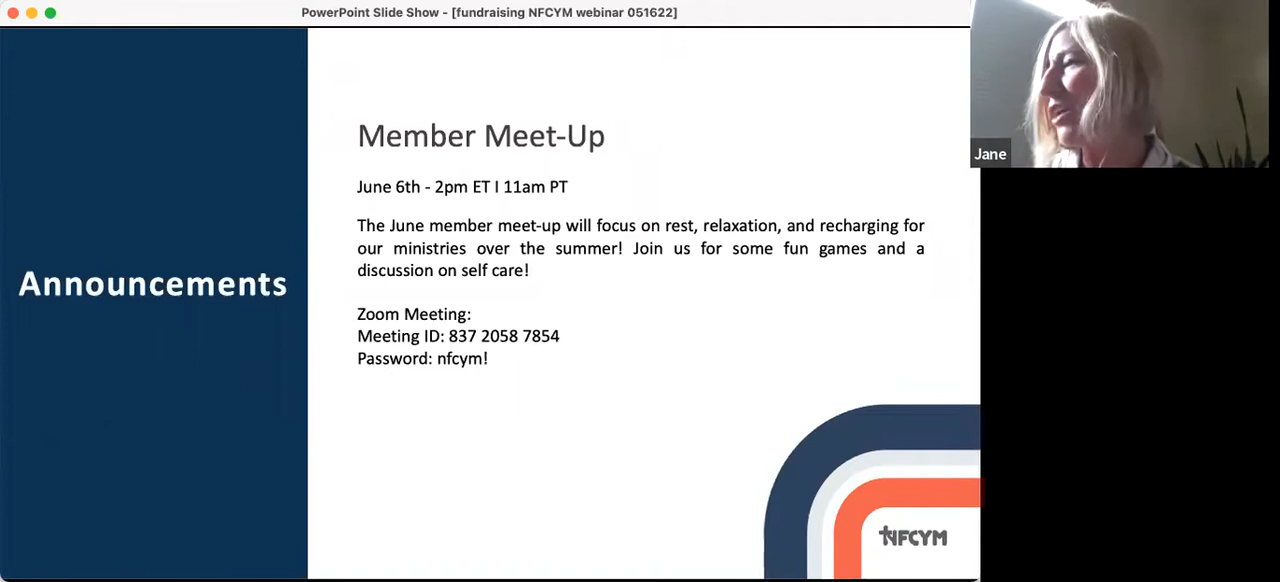 PowerPoint Slide Show - [fundraising NFCYM webinar 051622]
Jane
Announcements
Member Meet-Up
June 6th - 2pm ET I 11am PT
The June member meet-up will focus on rest, relaxation, and recharging for
our ministries over the summer! Join us for some fun games and a
discussion on self care!
Zoom Meeting:
Meeting ID: 837 2058 7854
Password: nfcym!
NFCYM